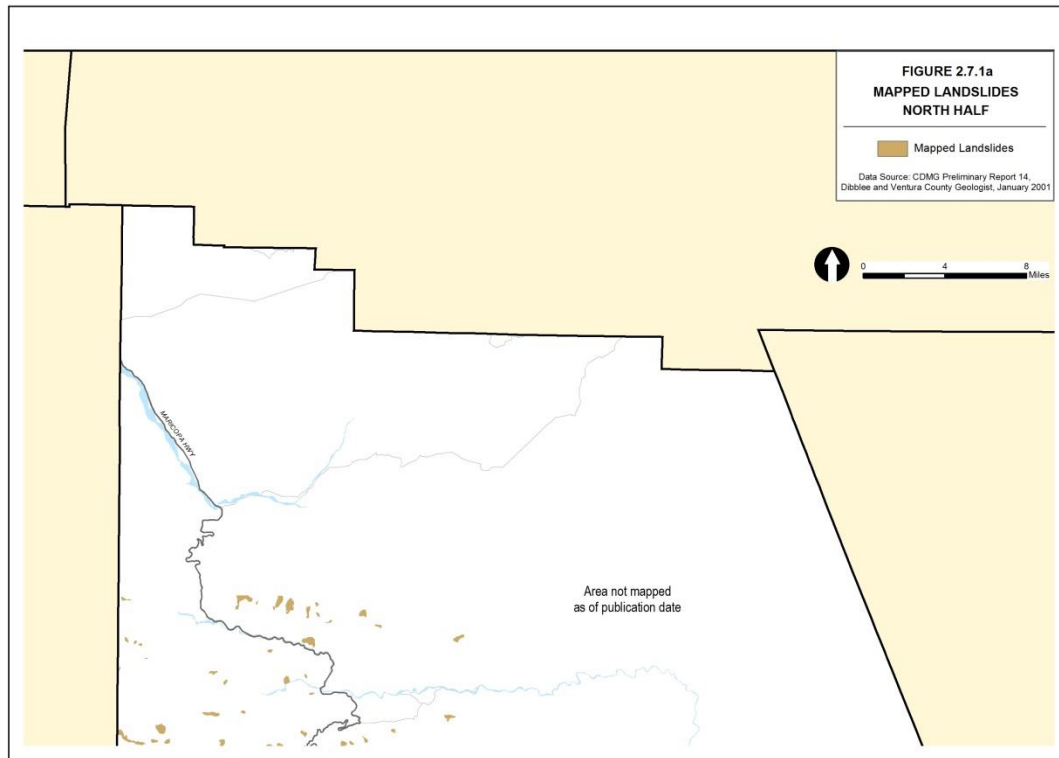 FIGURE 2.7.1a
MAPPED LANDSLIDES
NORTH HALF
Mapped Landslides
Data Source: CDMG Preliminary Report 14,
Dibblee and Ventura County Geologist, January 2001
0 4 8
Miles
MARICOPA HWY
Area not mapped
as of publication date